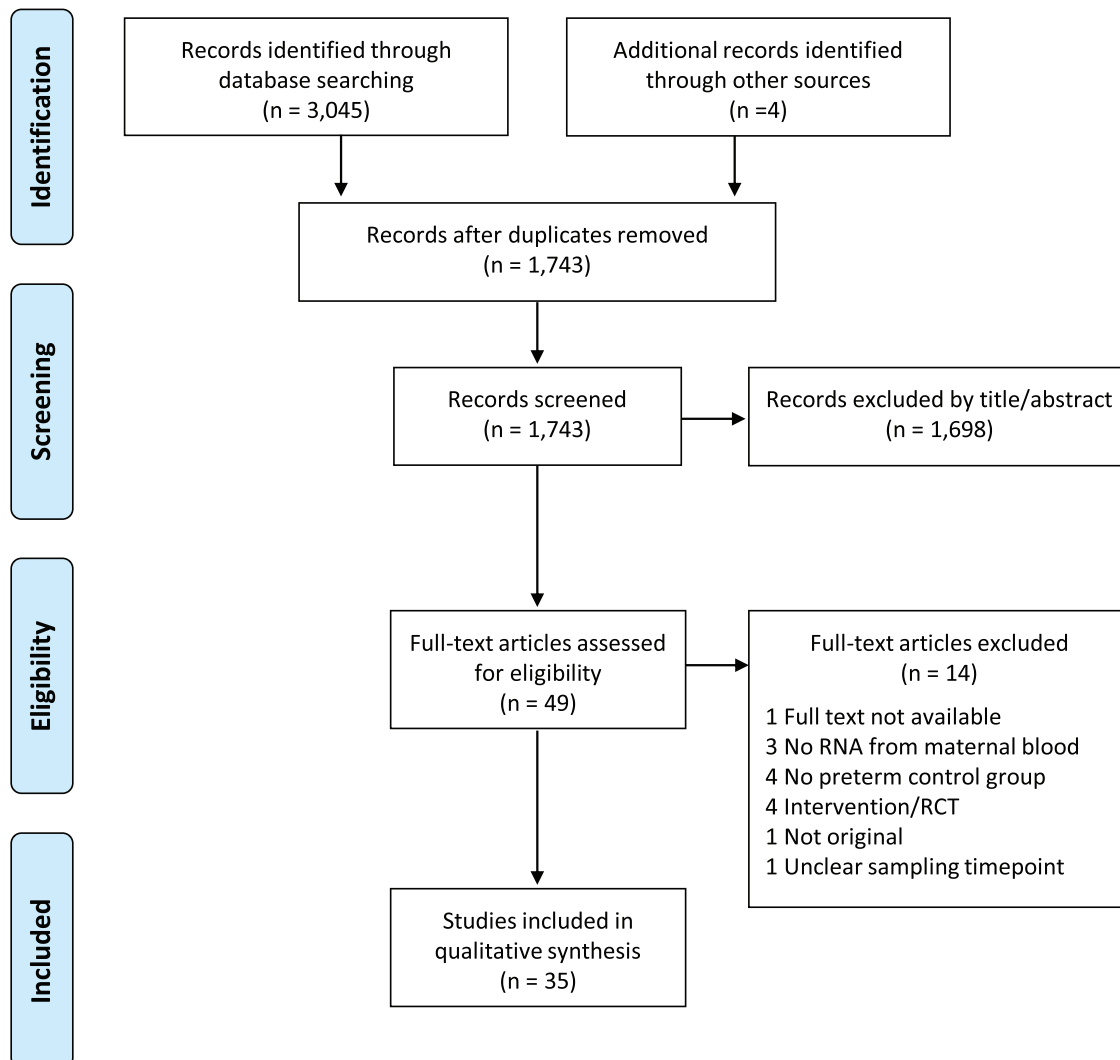 Identification
Records identified through
database searching
(n = 3,045)
Additional records identified
through other sources
(n =4)
Records after duplicates removed
(n = 1,743)
Screening
Records screened
(n = 1,743)
Records excluded by title/abstract
(n = 1,698)
Eligibility
Full-text articles assessed
for eligibility
(n = 49)
Full-text articles excluded
(n = 14)
1 Full text not available
3 No RNA from maternal blood
4 No preterm control group
4 Intervention/RCT
1 Not original
1 Unclear sampling timepoint
Included
Studies included in
qualitative synthesis
(n = 35)